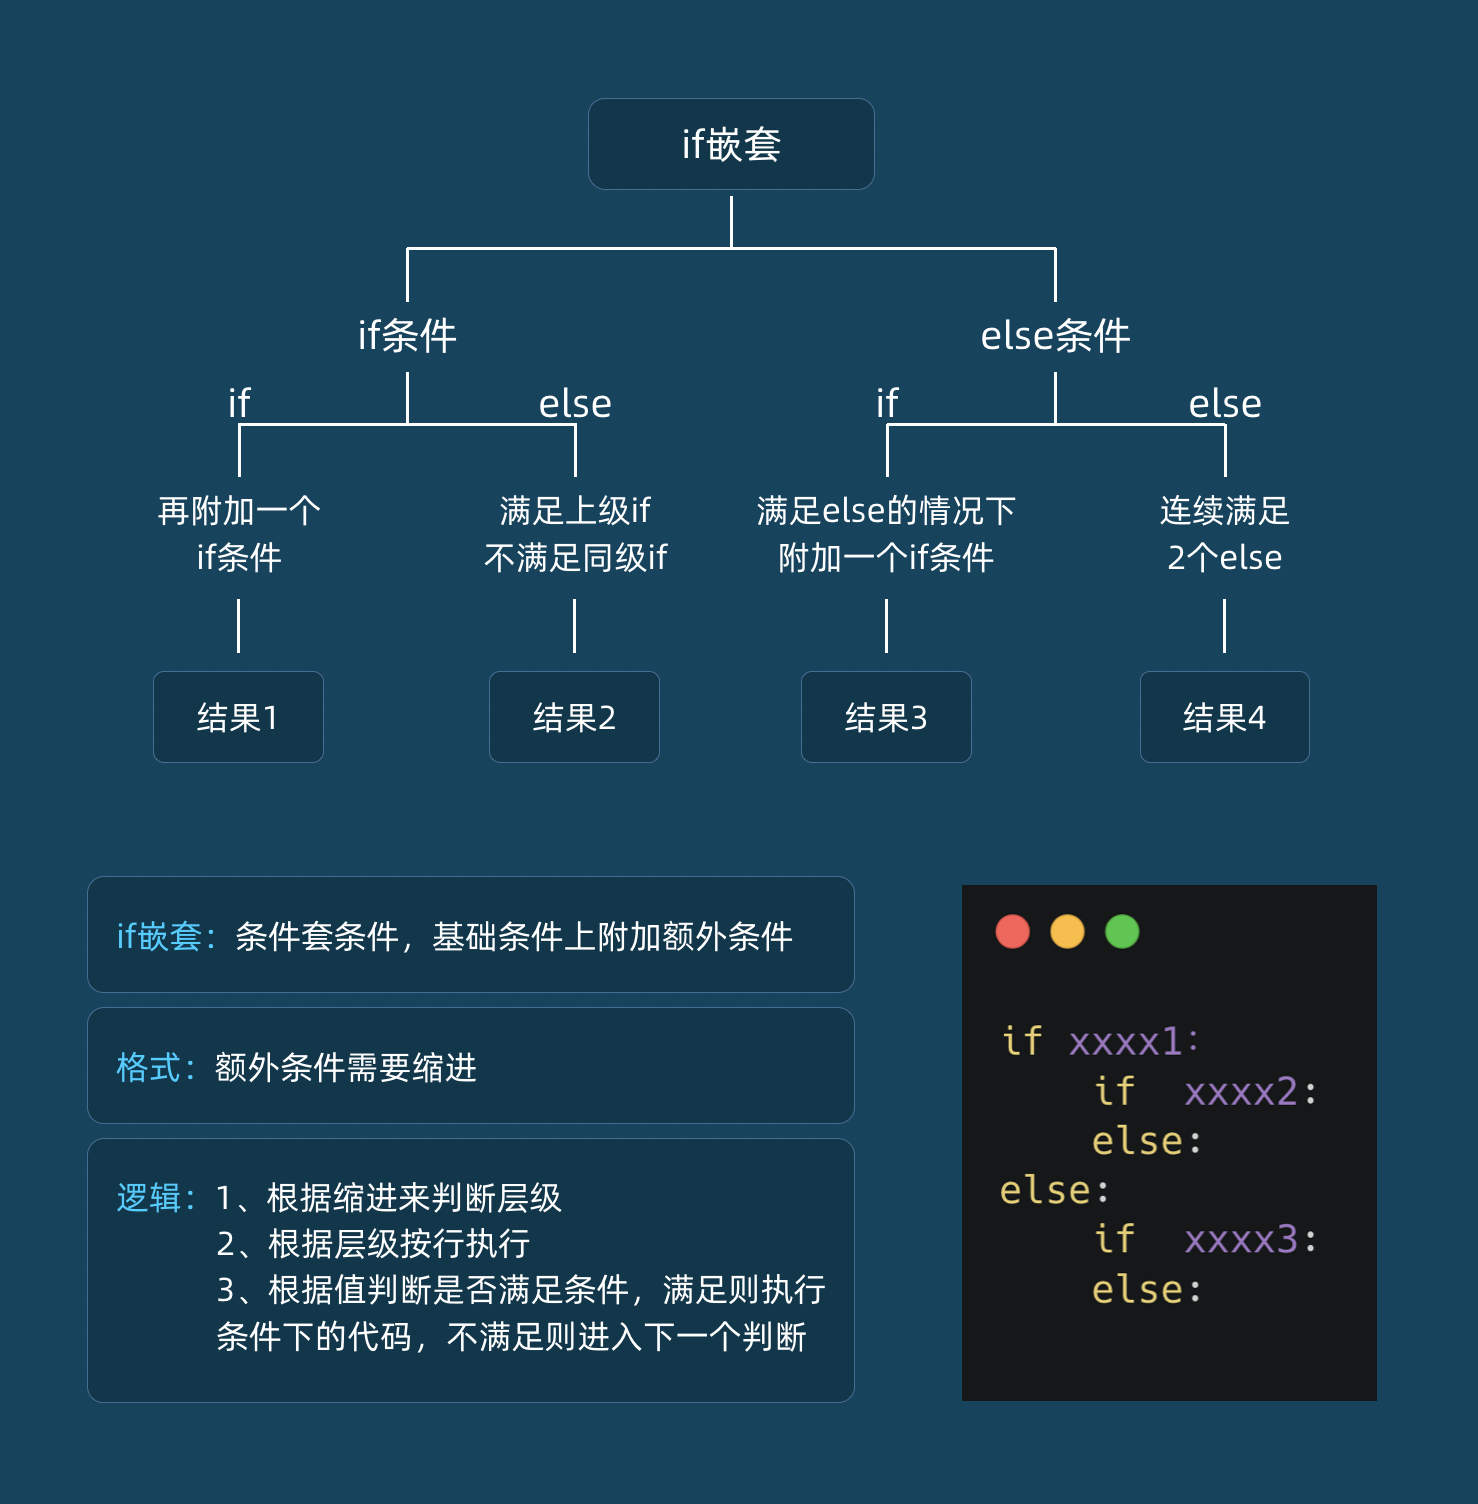 if嵌套
if条件
else条件
if
else
if
else
再附加一个
if条件
满足上级if
不满足同级if
满足else的情况下
附加一个if条件
连续满足
2个else
结果1
结果2
结果3
结果4
if嵌套：条件套条件，基础条件上附加额外条件
格式：额外条件需要缩进
逻辑：1、根据缩进来判断层级
2、根据层级按行执行
3、根据值判断是否满足条件，满足则执行
条件下的代码，不满足则进入下一个判断
if xxxx1:
    if  xxxx2:
    else:
else:
    if  xxxx3:
    else: